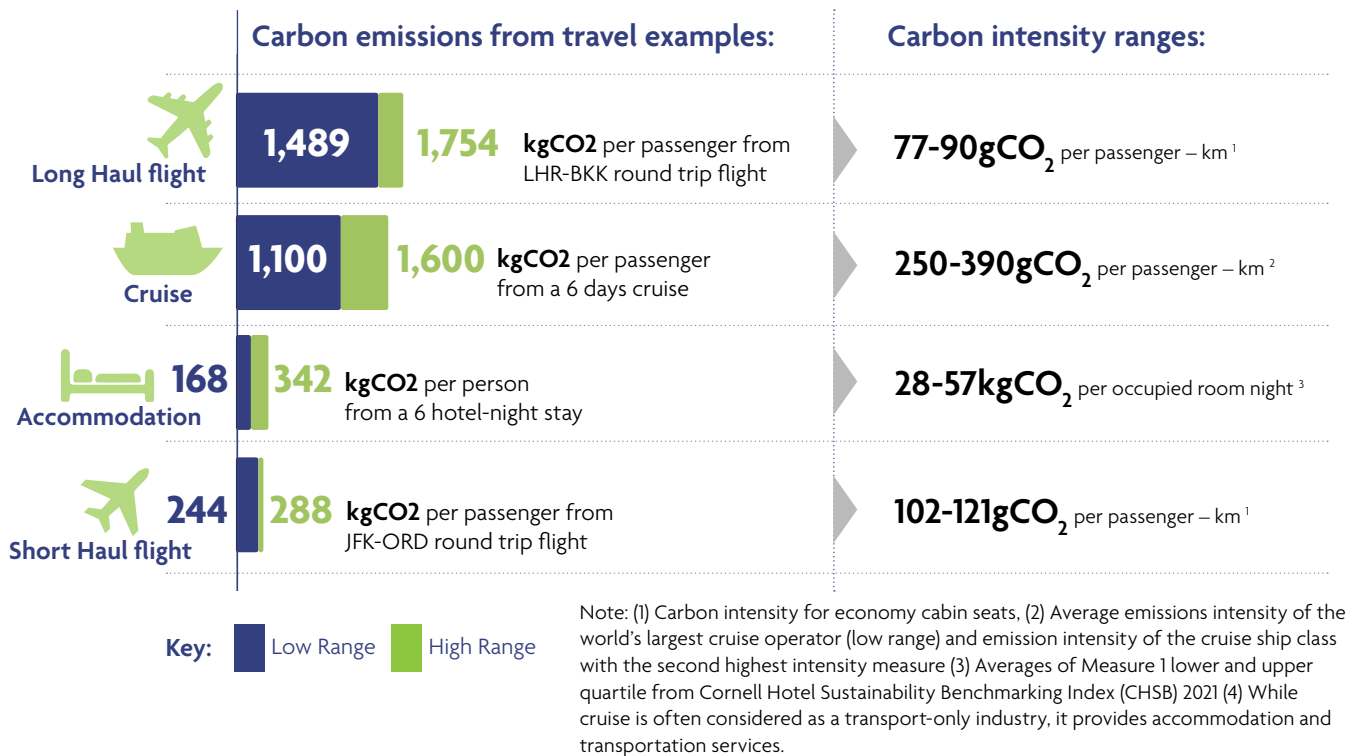 Carbon emissions from travel examples:
Carbon intensity ranges:
Long Haul flight
1,489
1,754
kgCO2 per passenger from
LHR-BKK round trip flight
77-90gCO₂ per passenger – km ¹
Cruise
1,100
1,600
kgCO2 per passenger
from a 6 days cruise
250-390gCO₂ per passenger – km ²
Accommodation
168
342
kgCO2 per person
from a 6 hotel-night stay
28-57kgCO₂ per occupied room night ³
Short Haul flight
244
288
kgCO2 per passenger from
JFK-ORD round trip flight
102-121gCO₂ per passenger – km ¹
Key:
Low Range
High Range
Note: (1) Carbon intensity for economy cabin seats, (2) Average emissions intensity of the
world's largest cruise operator (low range) and emission intensity of the cruise ship class
with the second highest intensity measure (3) Averages of Measure 1 lower and upper
quartile from Cornell Hotel Sustainability Benchmarking Index (CHSB) 2021 (4) While
cruise is often considered as a transport-only industry, it provides accommodation and
transportation services.